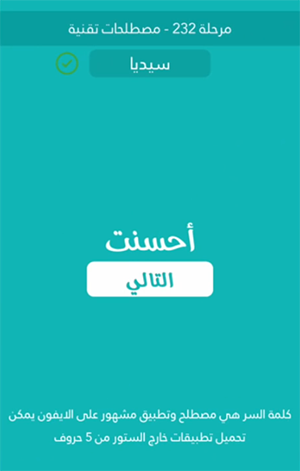 مرحلة 232 - مصطلحات تقنية
سيديا
أحسنت
التالي
كلمة السر هي مصطلح وتطبيق مشهور على الايفون يمكن
تحميل تطبيقات خارج الستور من 5 حروف